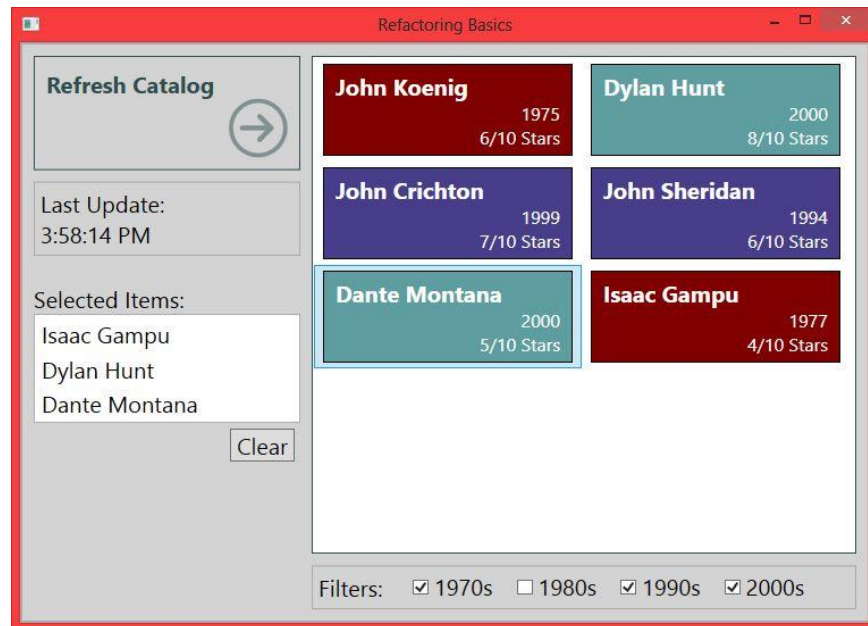 Refactoring Basics
Refresh Catalog
Last Update:
3:58:14 PM
Selected Items:
Isaac Gampu
Dylan Hunt
Dante Montana
Clear
John Koenig
1975
6/10 Stars
Dylan Hunt
2000
8/10 Stars
John Crichton
1999
7/10 Stars
John Sheridan
1994
6/10 Stars
Dante Montana
2000
5/10 Stars
Isaac Gampu
1977
4/10 Stars
Filters: 1970s 1980s 1990s 2000s